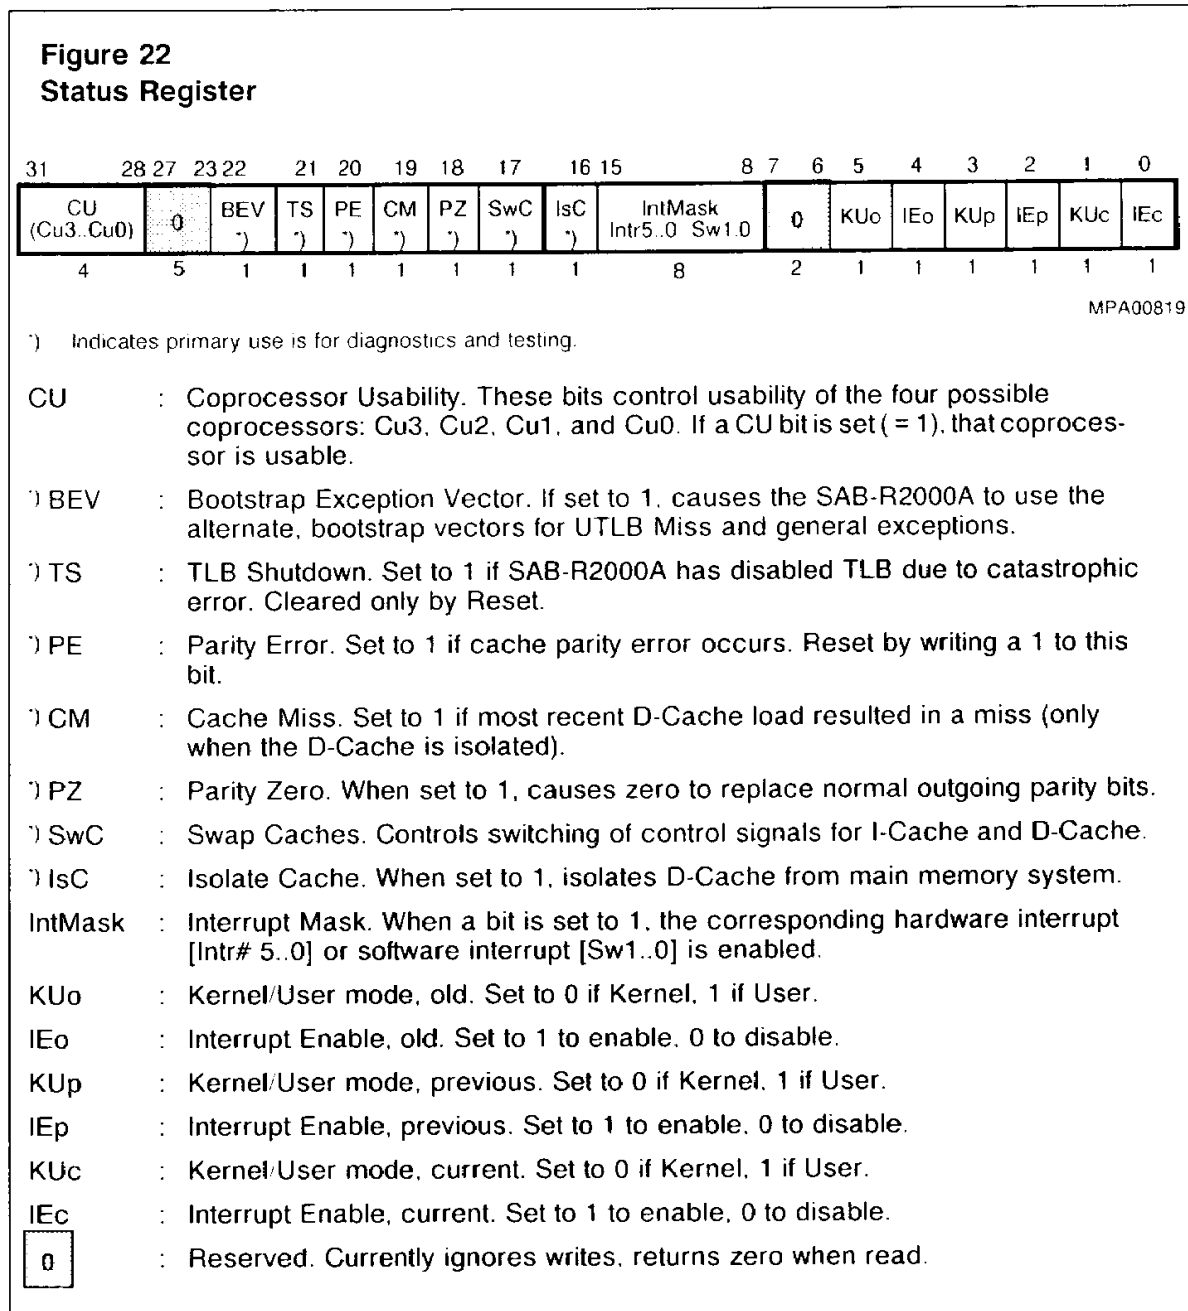 Figure 22
Status Register
31 28 27 23 22 21 20 19 18 17 16 15 8 7 6 5 4 3 2 1 0
CU 0 BEV TS PE CM PZ SwC IsC IntMask 0 KUo IEo KUp IEp KUc IEc
(Cu3..Cu0) *) *) *) *) *) *) *) Intr5..0 Sw1.0
4 5 1 1 1 1 1 1 1 8 2 1 1 1 1 1 1
MPA00819
*) Indicates primary use is for diagnostics and testing.
CU : Coprocessor Usability. These bits control usability of the four possible
coprocessors: Cu3, Cu2, Cu1, and Cu0. If a CU bit is set ( = 1), that coproces-
sor is usable.
*) BEV : Bootstrap Exception Vector. If set to 1, causes the SAB-R2000A to use the
alternate, bootstrap vectors for UTLB Miss and general exceptions.
*) TS : TLB Shutdown. Set to 1 if SAB-R2000A has disabled TLB due to catastrophic
error. Cleared only by Reset.
*) PE : Parity Error. Set to 1 if cache parity error occurs. Reset by writing a 1 to this
bit.
*) CM : Cache Miss. Set to 1 if most recent D-Cache load resulted in a miss (only
when the D-Cache is isolated).
*) PZ : Parity Zero. When set to 1, causes zero to replace normal outgoing parity bits.
*) SwC : Swap Caches. Controls switching of control signals for I-Cache and D-Cache.
*) IsC : Isolate Cache. When set to 1, isolates D-Cache from main memory system.
IntMask : Interrupt Mask. When a bit is set to 1, the corresponding hardware interrupt
[Intr# 5..0] or software interrupt [Sw1..0] is enabled.
KUo : Kernel/User mode, old. Set to 0 if Kernel, 1 if User.
IEo : Interrupt Enable, old. Set to 1 to enable, 0 to disable.
KUp : Kernel/User mode, previous. Set to 0 if Kernel, 1 if User.
IEp : Interrupt Enable, previous. Set to 1 to enable, 0 to disable.
KUc : Kernel/User mode, current. Set to 0 if Kernel, 1 if User.
IEc : Interrupt Enable, current. Set to 1 to enable, 0 to disable.
0 : Reserved. Currently ignores writes, returns zero when read.